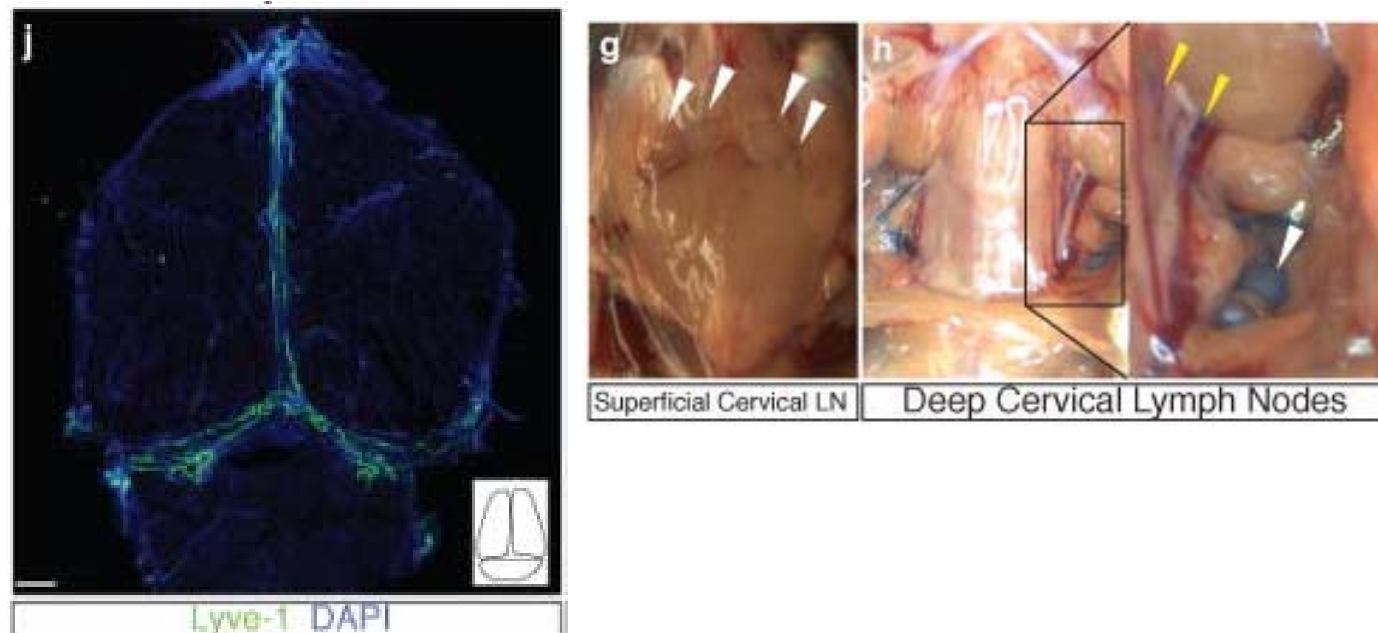 j
Lyve-1 DAPI
g
h
Superficial Cervical LN
Deep Cervical Lymph Nodes